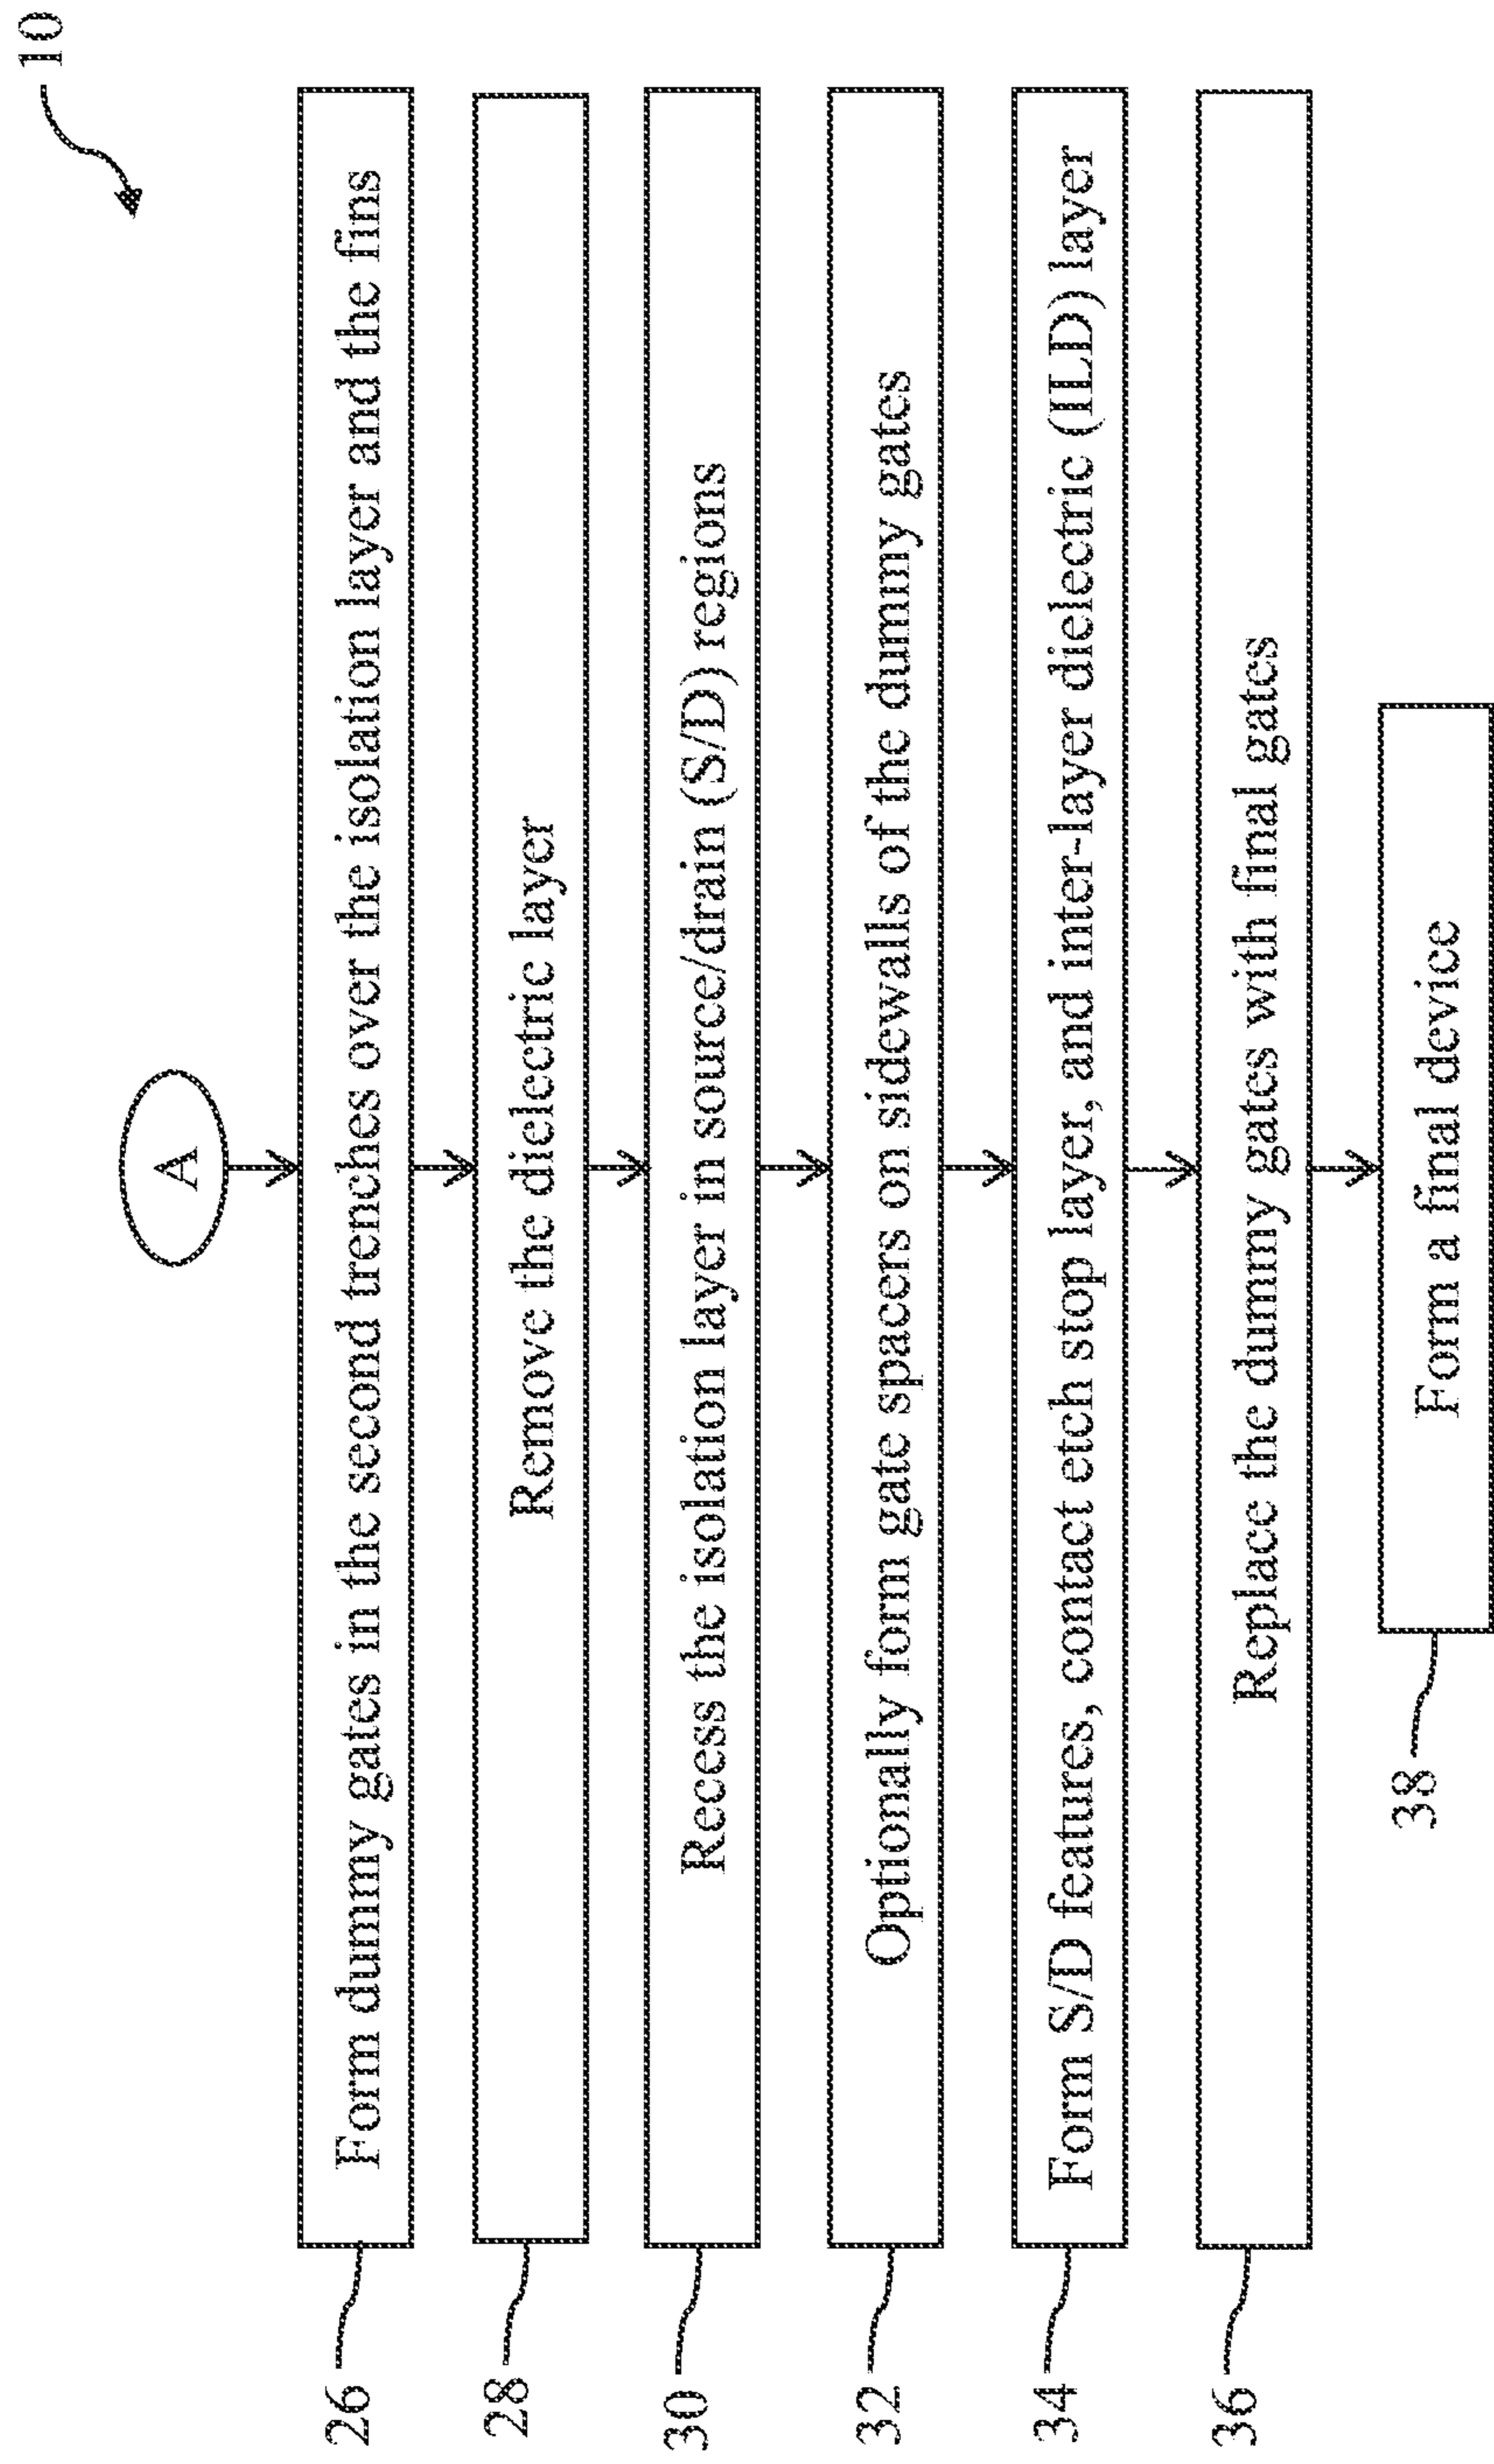 10
A
26
Form dummy gates in the second trenches over the isolation layer and the fins
28
Remove the dielectric layer
30
Recess the isolation layer in source/drain (S/D) regions
32
Optionally form gate spacers on sidewalls of the dummy gates
34
Form S/D features, contact etch stop layer, and inter-layer dielectric (ILD) layer
36
Replace the dummy gates with final gates
38
Form a final device